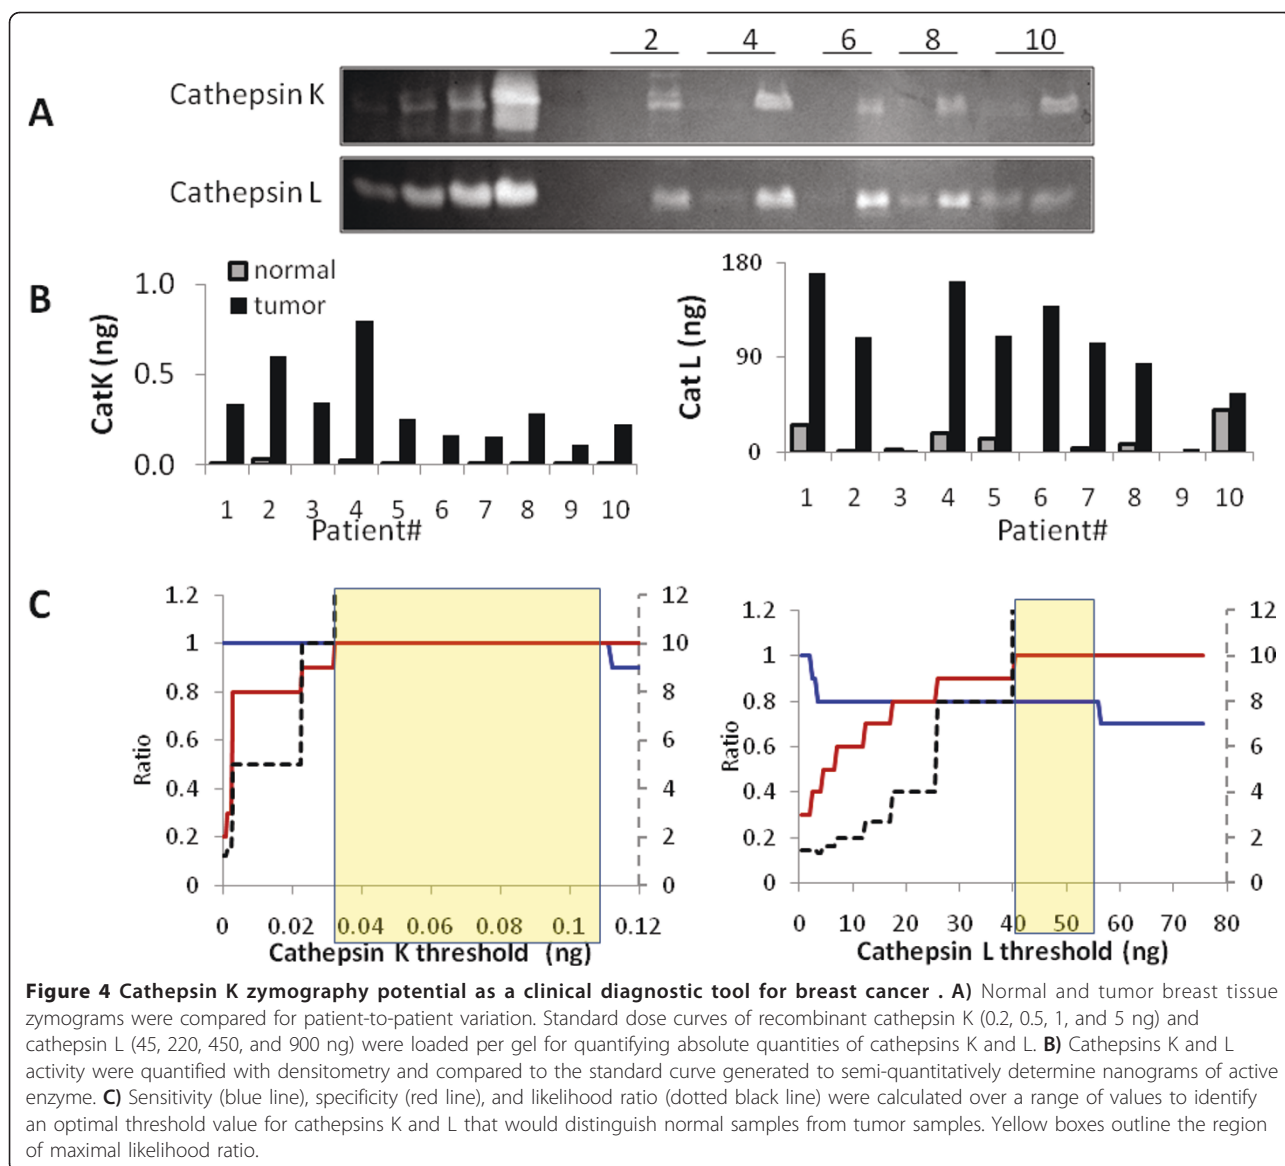 2 4 6 8 10
A
Cathepsin K
Cathepsin L
B
normal
tumor
CatK (ng)
1.0
0.5
0.0
1 2 3 4 5 6 7 8 9 10
Patient#
Cat L (ng)
180
90
0
1 2 3 4 5 6 7 8 9 10
Patient#
C
Ratio
1.2
1
0.8
0.6
0.4
0.2
0
12
10
8
6
4
2
0
0 0.02 0.04 0.06 0.08 0.1 0.12
Cathepsin K threshold (ng)
Ratio
1.2
1
0.8
0.6
0.4
0.2
0
12
10
8
6
4
2
0
0 10 20 30 40 50 60 70 80
Cathepsin L threshold (ng)
Figure 4 Cathepsin K zymography potential as a clinical diagnostic tool for breast cancer . A) Normal and tumor breast tissue
zymograms were compared for patient-to-patient variation. Standard dose curves of recombinant cathepsin K (0.2, 0.5, 1, and 5 ng) and
cathepsin L (45, 220, 450, and 900 ng) were loaded per gel for quantifying absolute quantities of cathepsins K and L. B) Cathepsins K and L
activity were quantified with densitometry and compared to the standard curve generated to semi-quantitatively determine nanograms of active
enzyme. C) Sensitivity (blue line), specificity (red line), and likelihood ratio (dotted black line) were calculated over a range of values to identify
an optimal threshold value for cathepsins K and L that would distinguish normal samples from tumor samples. Yellow boxes outline the region
of maximal likelihood ratio.